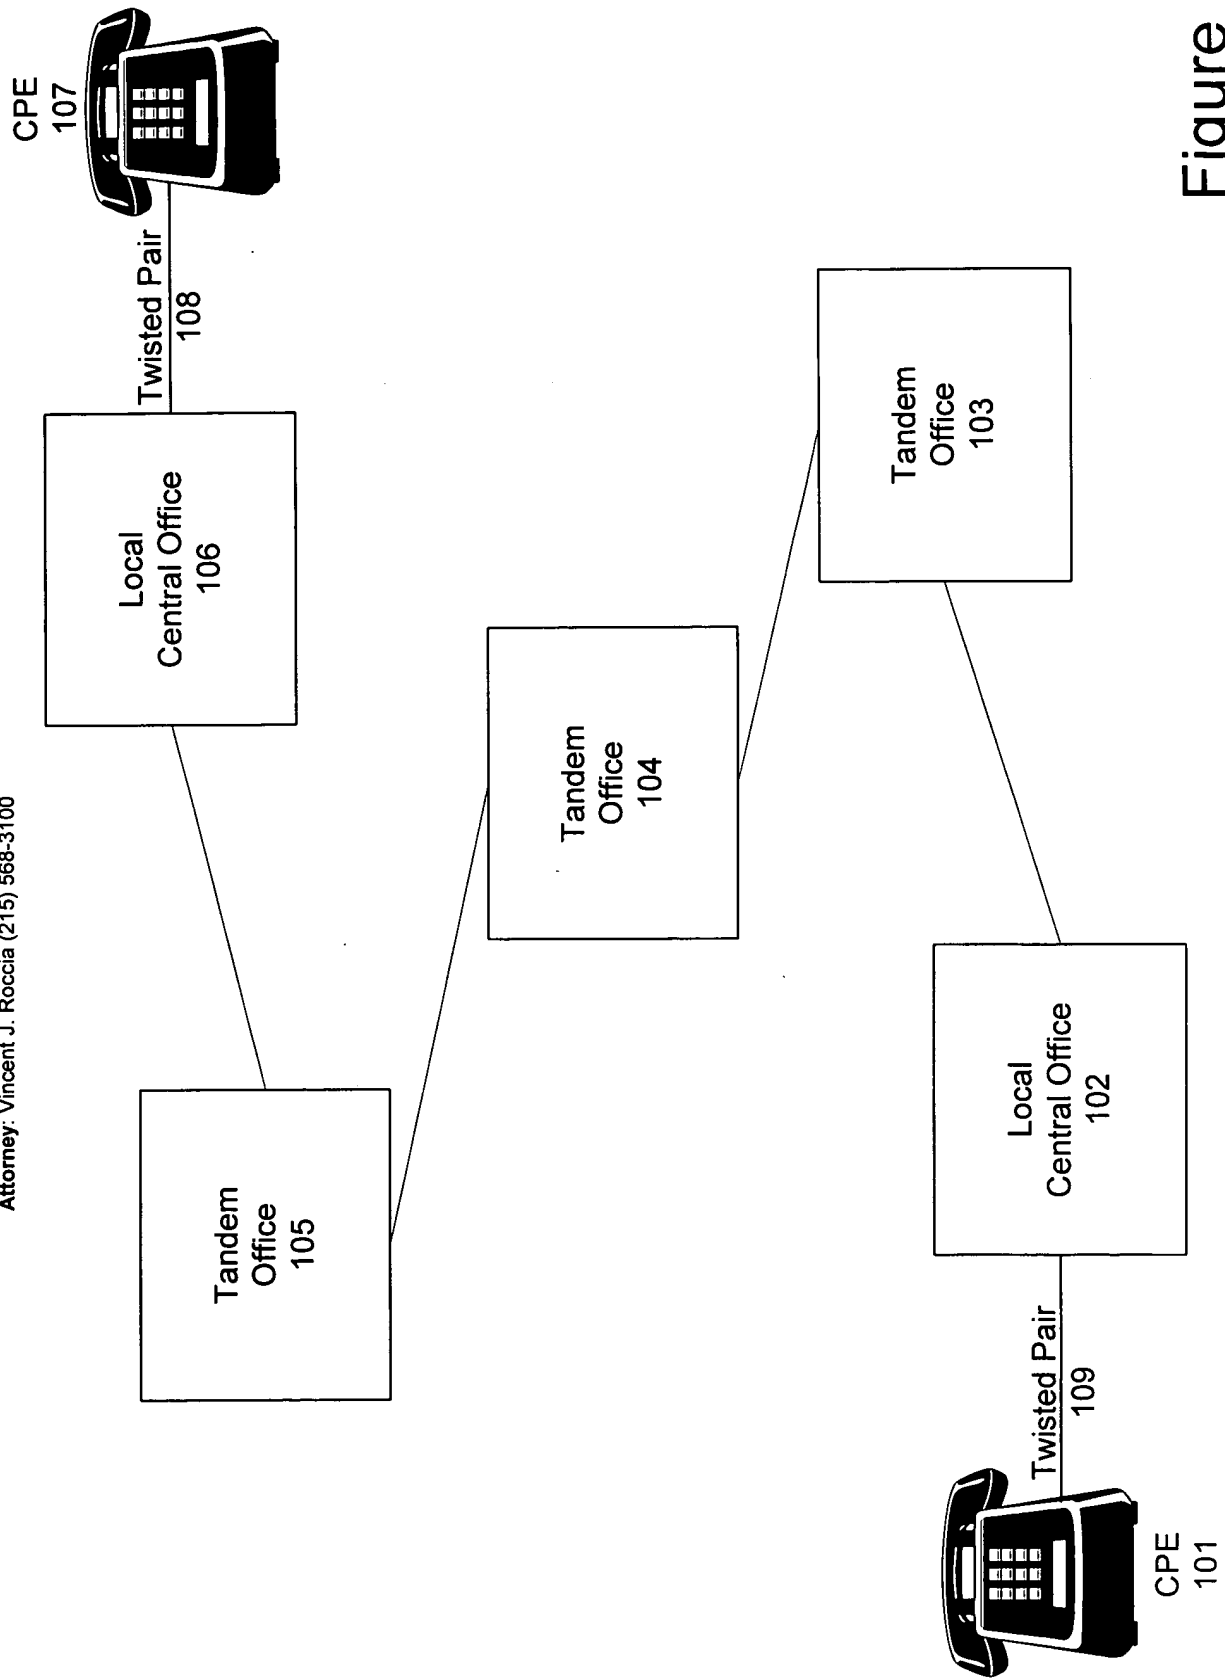 Attorney: Vincent J. Roccia (215) 568-3100
CPE
107
Local
Central Office
106
Twisted Pair
108
Tandem
Office
105
Tandem
Office
104
Tandem
Office
103
Local
Central Office
102
Twisted Pair
109
CPE
101
Figure